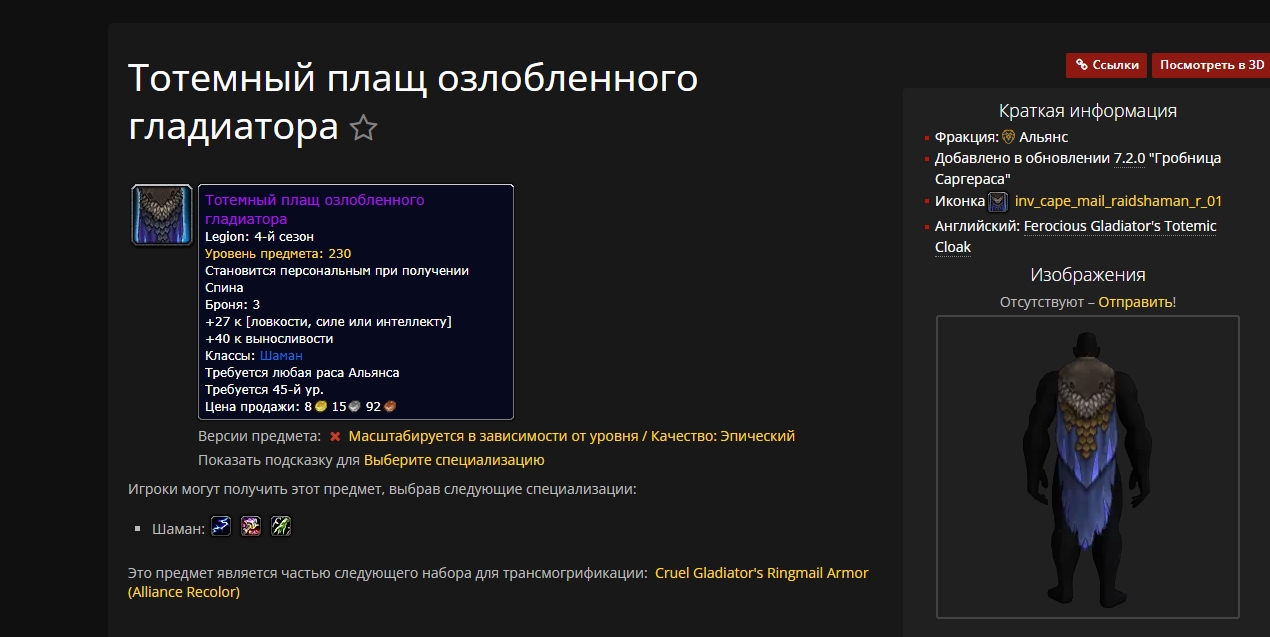 Тотемный плащ озлобленного
гладиатора
Тотемный плащ озлобленного
гладиатора
Legion: 4-й сезон
Уровень предмета: 230
Становится персональным при получении
Спина
Броня: 3
+27 к [ловкости, силе или интеллекту]
+40 к выносливости
Классы: Шаман
Требуется любая раса Альянса
Требуется 45-й ур.
Цена продажи: 8 15 92
Версии предмета: Масштабируется в зависимости от уровня / Качество: Эпический
Показать подсказку для Выберите специализацию
Игроки могут получить этот предмет, выбрав следующие специализации:
Шаман:
Это предмет является частью следующего набора для трансмогрификации: Cruel Gladiator's Ringmail Armor
(Alliance Recolor)
Ссылки
Посмотреть в 3D
Краткая информация
Фракция: Альянс
Добавлено в обновлении 7.2.0 "Гробница
Саргераса"
Иконка inv_cape_mail_raidshaman_r_01
Английский: Ferocious Gladiator's Totemic
Cloak
Изображения
Отсутствуют – Отправить!